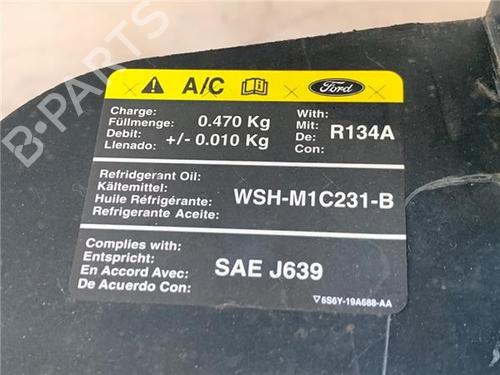 B-PARTS
A/C
Ford
Charge:
Füllmenge: 0.470 Kg
Debit: +/- 0.010 Kg
Llenado:
With:
Mit: R134A
De:
Con:
Refridgerant Oil:
Kältemittel:
Huile Réfrigérante: WSH-M1C231-B
Refrigerante Aceite:
Complies with:
Entspricht: SAE J639
En Accord Avec:
De Acuerdo Con:
6S6Y-19A688-AA